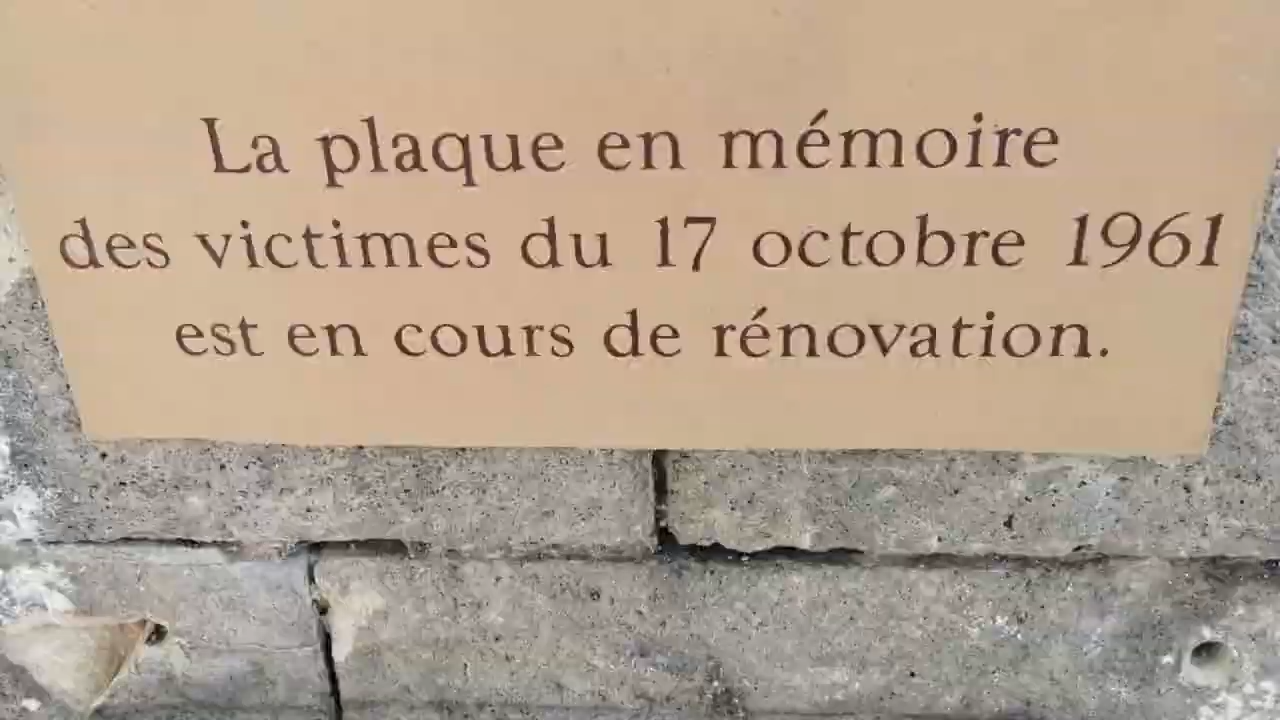 La plaque en mémoire
des victimes du 17 octobre 1961
est en cours de rénovation.